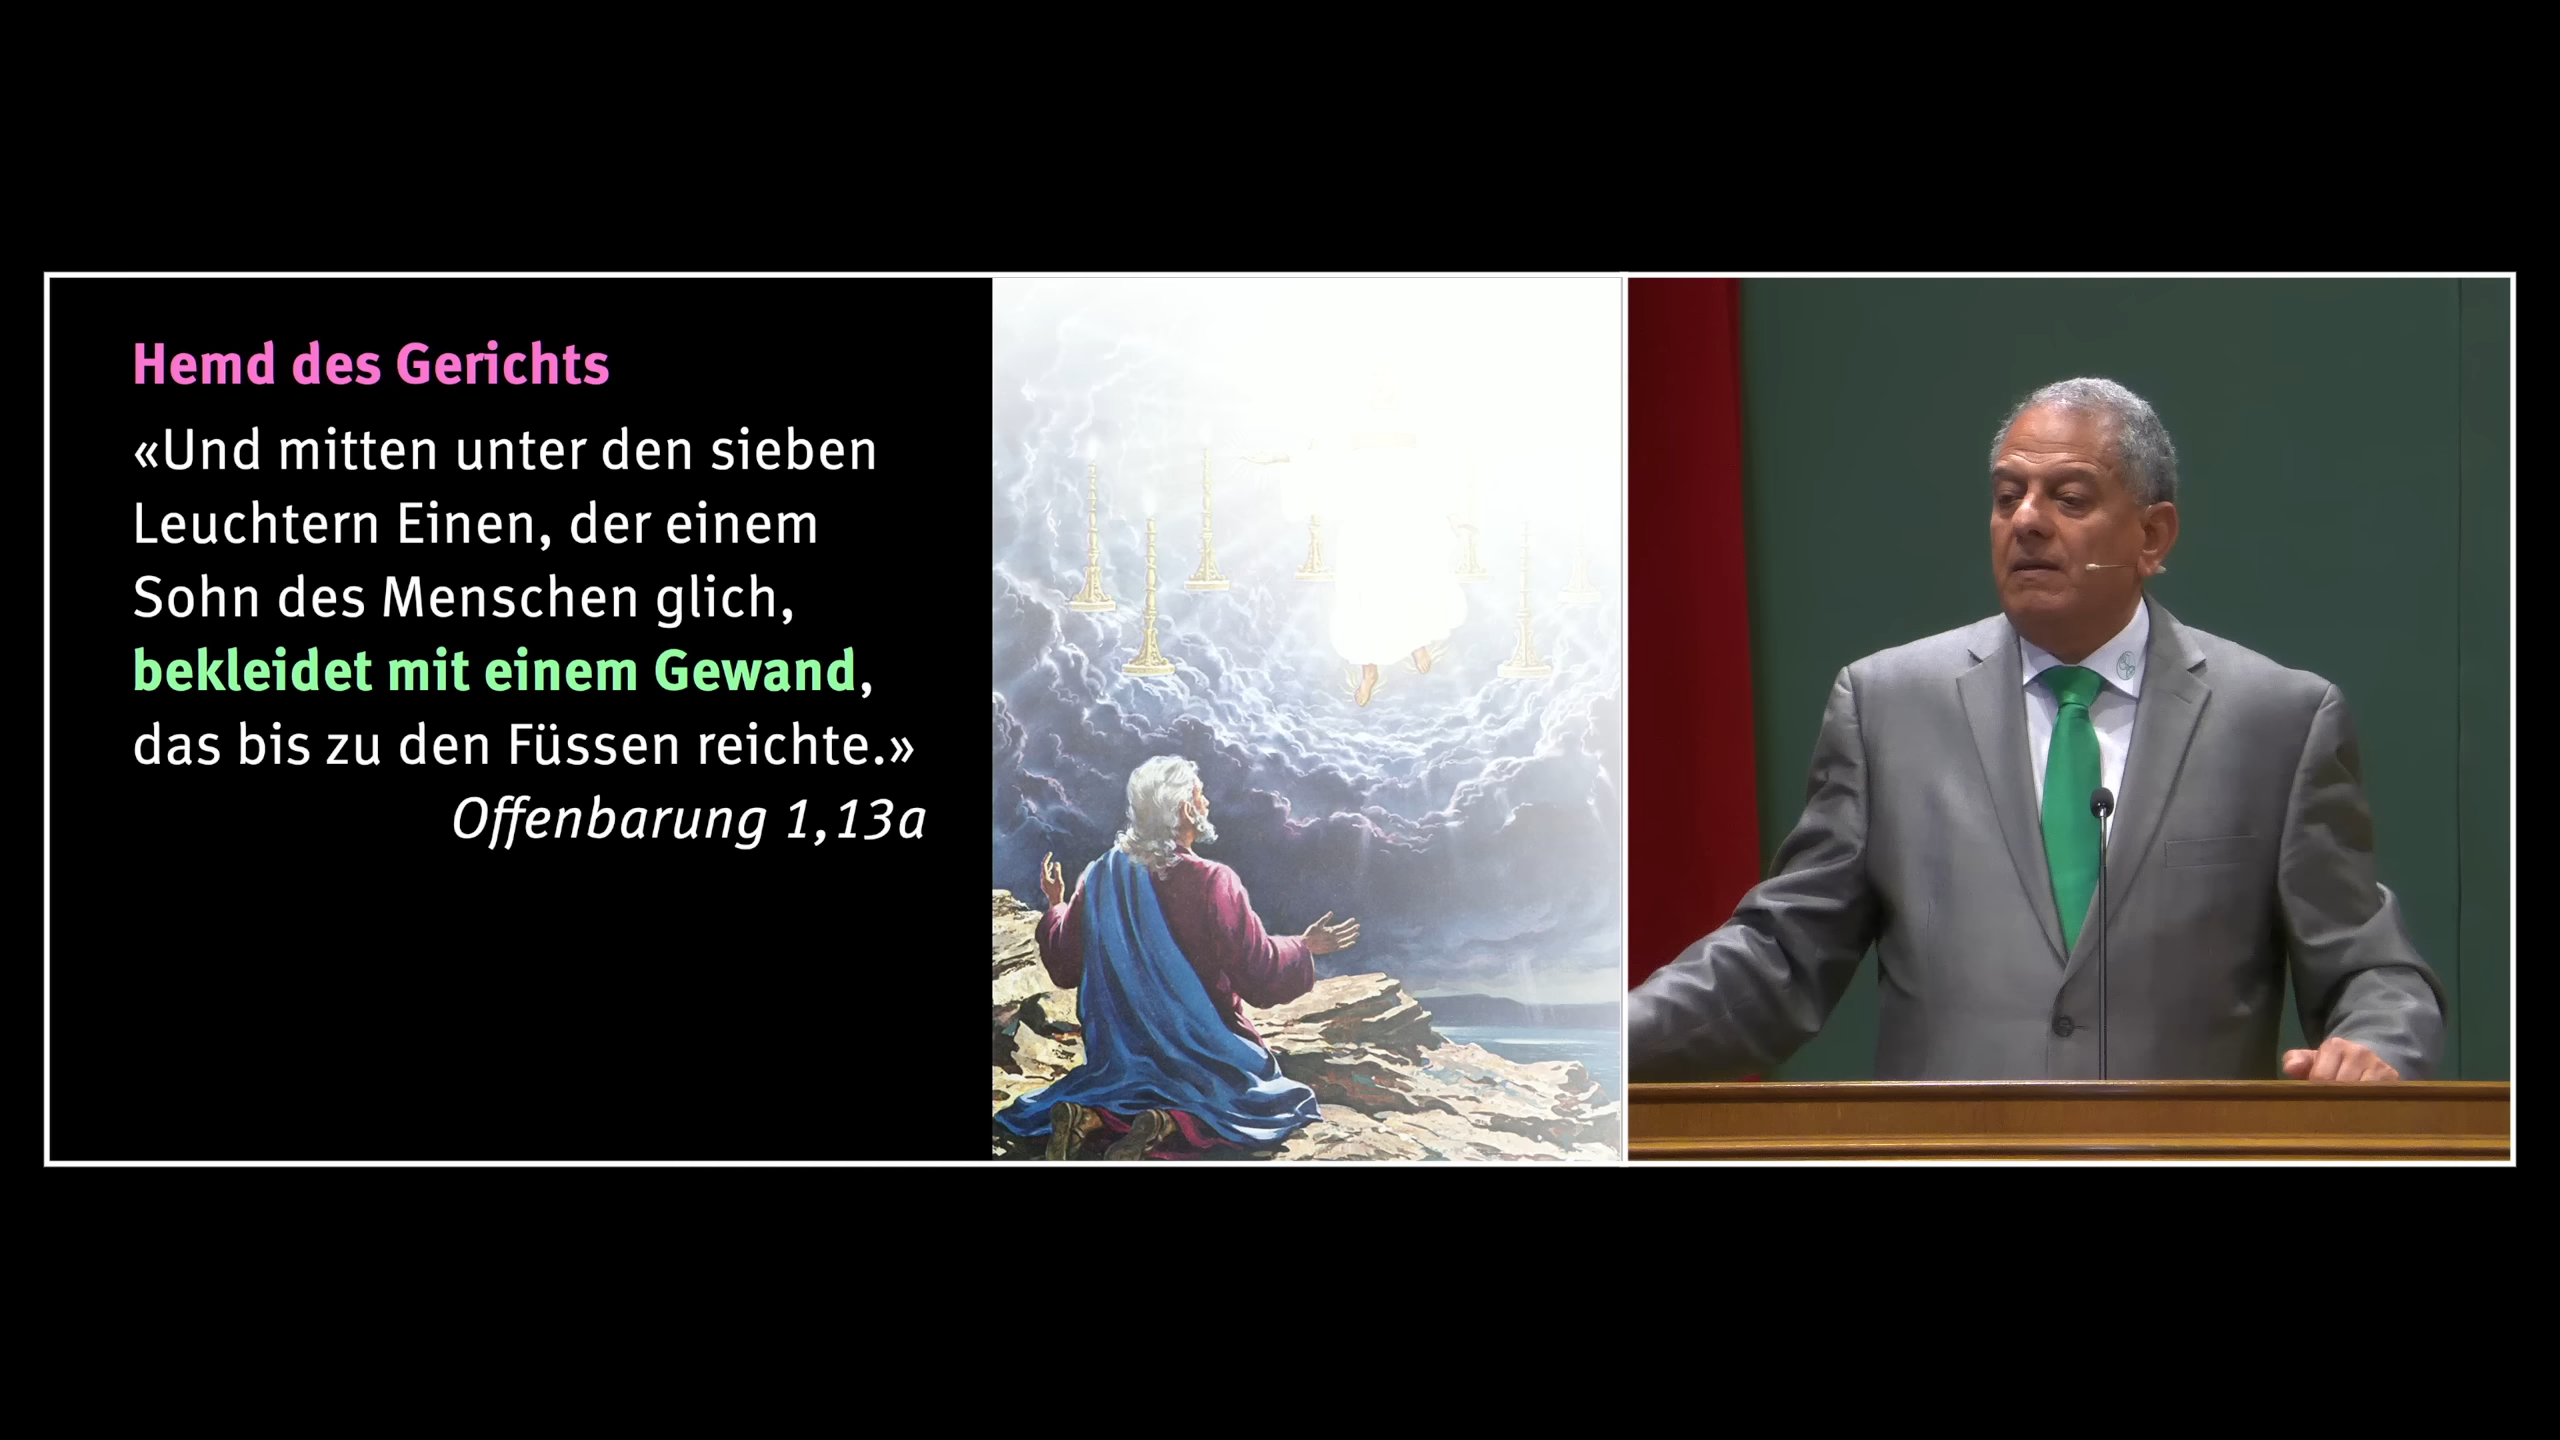 Hemd des Gerichts
«Und mitten unter den sieben
Leuchtern Einen, der einem
Sohn des Menschen glich,
bekleidet mit einem Gewand,
das bis zu den Füssen reichte.»
Offenbarung 1,13a